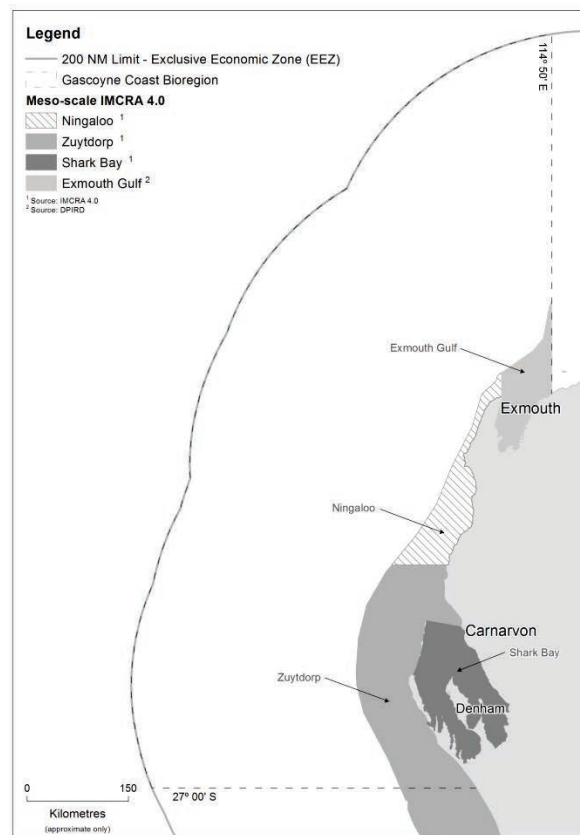 Legend
200 NM Limit - Exclusive Economic Zone (EEZ)
Gascoyne Coast Bioregion
Meso-scale IMCRA 4.0
Ningaloo ¹
Zuytdorp ¹
Shark Bay ¹
Exmouth Gulf ²
¹ Source: IMCRA 4.0
² Source: DPIRD
114° 50' E
Exmouth Gulf
Exmouth
Ningaloo
Carnarvon
Shark Bay
Zuytdorp
Denham
27° 00' S
0 150
Kilometres
(approximate only)